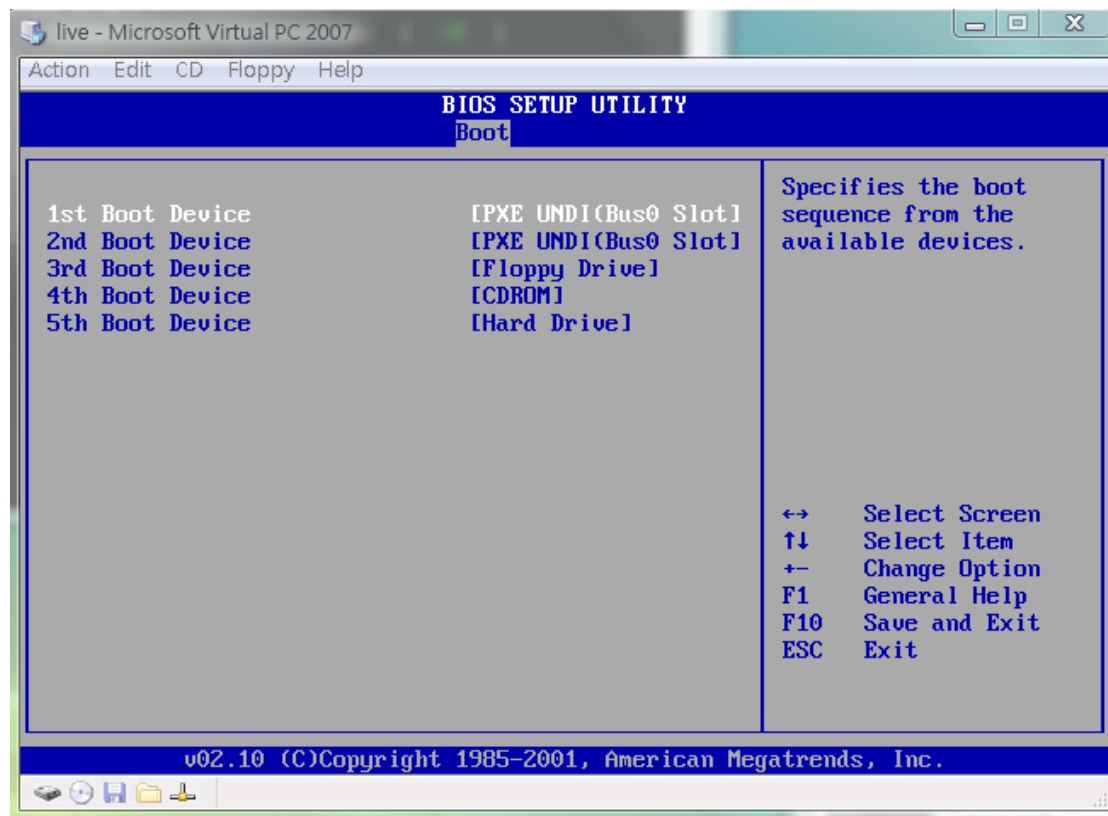 live - Microsoft Virtual PC 2007
Action Edit CD Floppy Help
BIOS SETUP UTILITY
Boot
1st Boot Device [PXE UNDI(Bus0 Slot]
2nd Boot Device [PXE UNDI(Bus0 Slot]
3rd Boot Device [Floppy Drive]
4th Boot Device [CDROM]
5th Boot Device [Hard Drive]
Specifies the boot
sequence from the
available devices.
←→ Select Screen
↑↓ Select Item
+- Change Option
F1 General Help
F10 Save and Exit
ESC Exit
v02.10 (C)Copyright 1985-2001, American Megatrends, Inc.